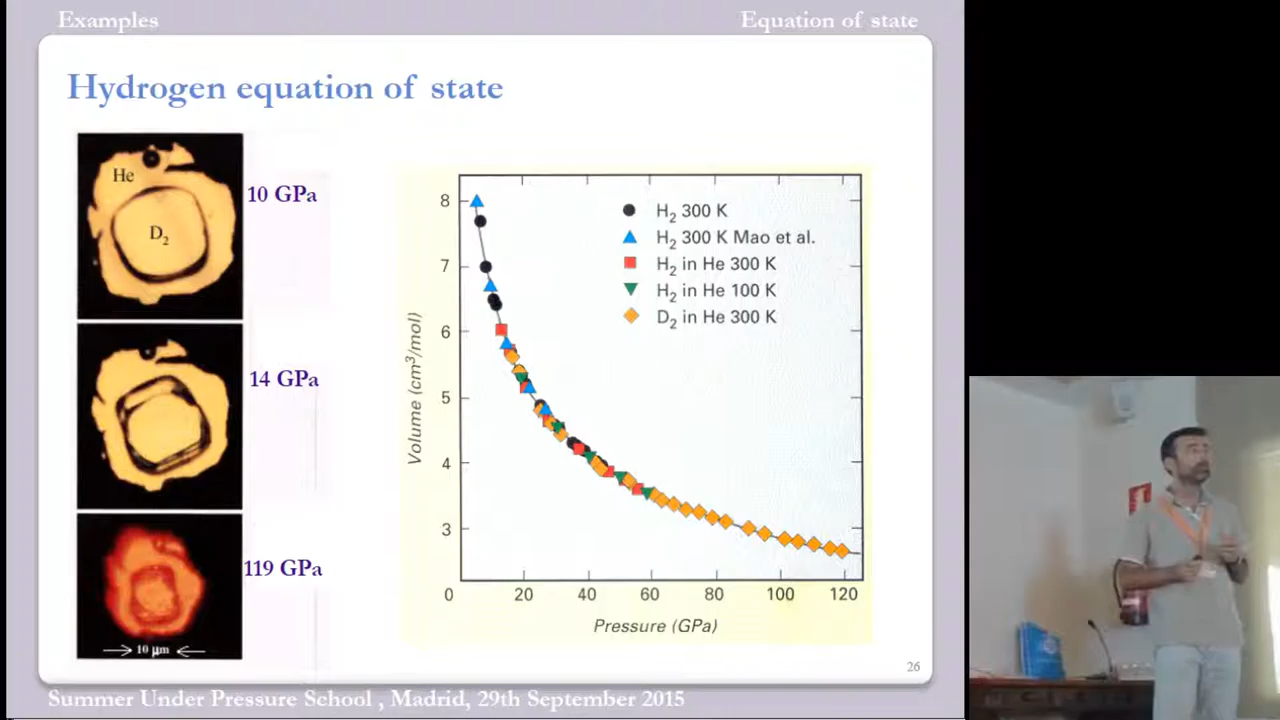 Examples
Equation of state
Hydrogen equation of state
He
D2
10 GPa
14 GPa
119 GPa
10 µm
H2 300 K
H2 300 K Mao et al.
H2 in He 300 K
H2 in He 100 K
D2 in He 300 K
Volume (cm³/mol)
8
7
6
5
4
3
0
20
40
60
80
100
120
Pressure (GPa)
26
Summer Under Pressure School , Madrid, 29th September 2015